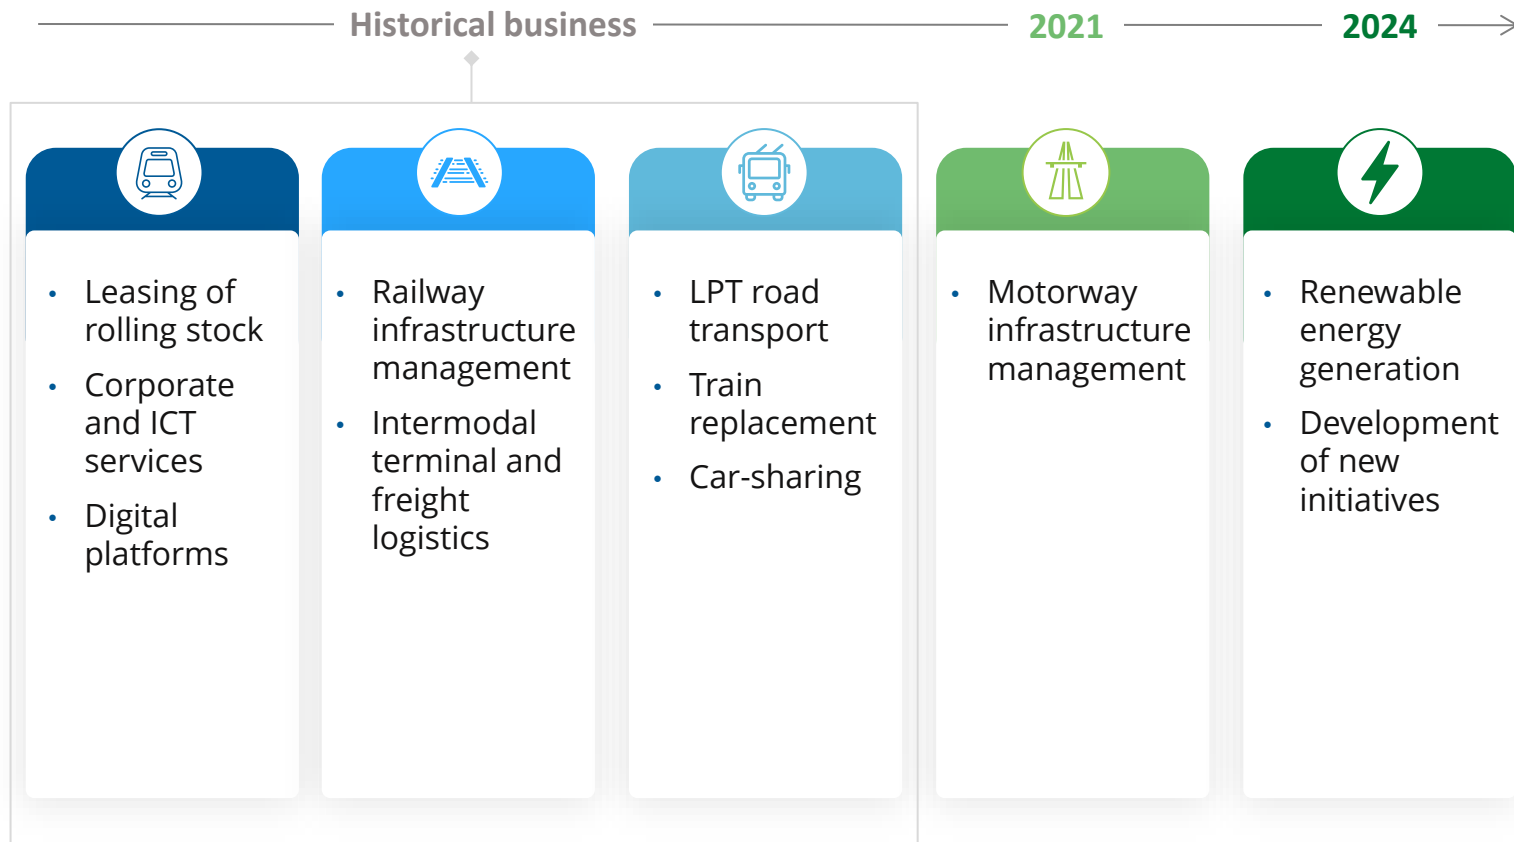 Historical business
2021
2024
• Leasing of
rolling stock
• Corporate
and ICT
services
• Digital
platforms
• Railway
infrastructure
management
• Intermodal
terminal and
freight
logistics
• LPT road
transport
• Train
replacement
• Car-sharing
• Motorway
infrastructure
management
• Renewable
energy
generation
• Development
of new
initiatives